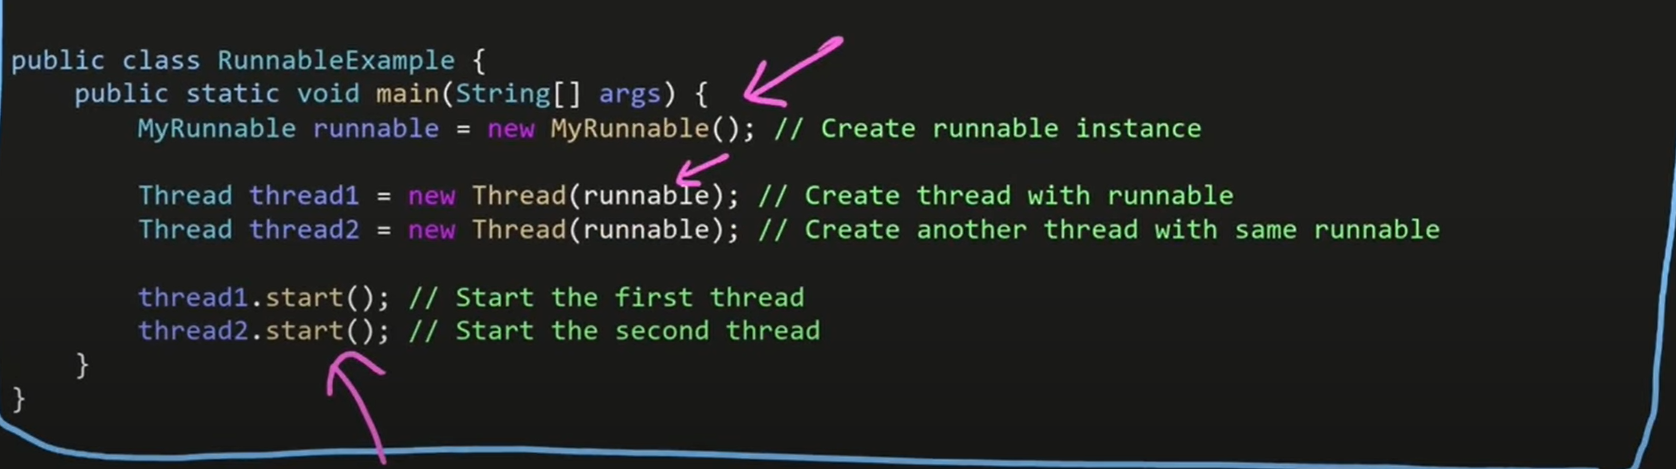 public class RunnableExample {
public static void main(String[] args) {
MyRunnable runnable = new MyRunnable(); // Create runnable instance
Thread thread1 = new Thread(runnable); // Create thread with runnable
Thread thread2 = new Thread(runnable); // Create another thread with same runnable
thread1.start(); // Start the first thread
thread2.start(); // Start the second thread
}
}